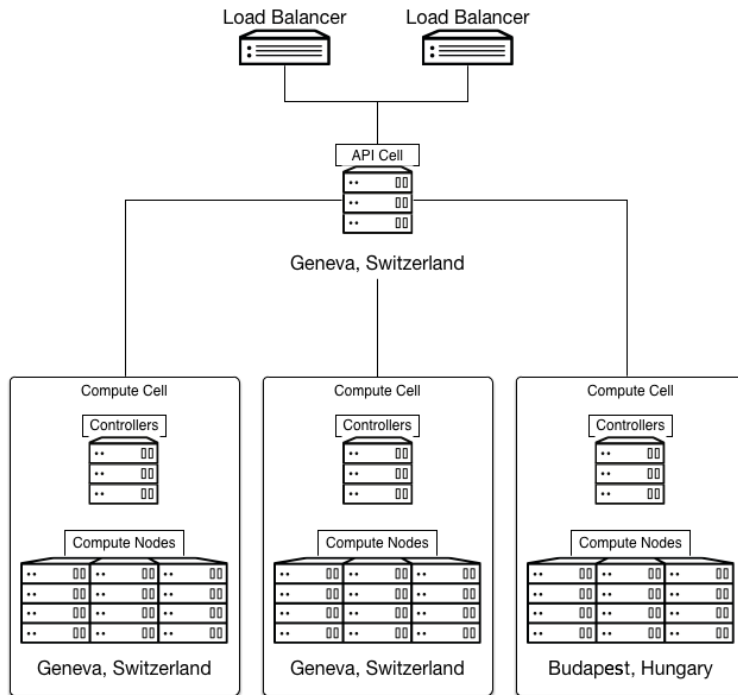 Load Balancer
Load Balancer
API Cell
Geneva, Switzerland
Compute Cell
Compute Cell
Compute Cell
Controllers
Controllers
Controllers
Compute Nodes
Compute Nodes
Compute Nodes
Geneva, Switzerland
Geneva, Switzerland
Budapest, Hungary